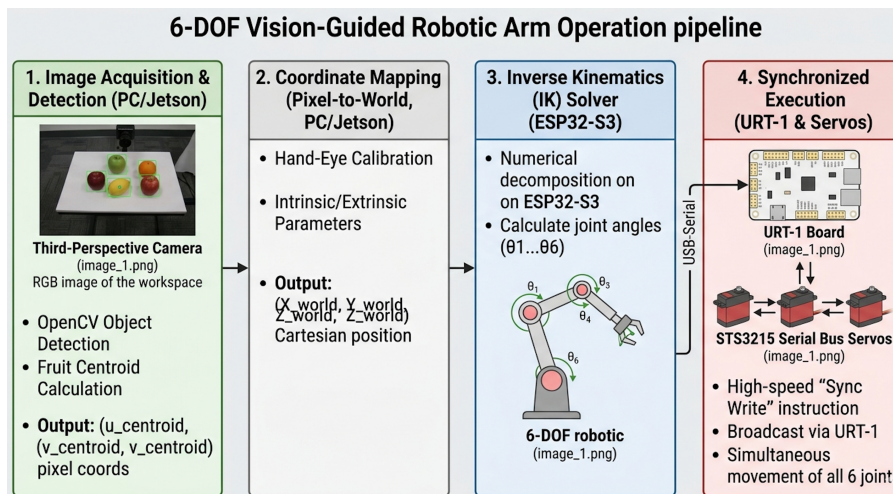 6-DOF Vision-Guided Robotic Arm Operation pipeline
1. Image Acquisition &
Detection (PC/Jetson)
Third-Perspective Camera
(image_1.png)
RGB image of the workspace
• OpenCV Object
Detection
• Fruit Centroid
Calculation
• Output: (u_centroid,
(v_centroid, v_centroid)
pixel coords
2. Coordinate Mapping
(Pixel-to-World,
PC/Jetson)
• Hand-Eye Calibration
• Intrinsic/Extrinsic
Parameters
• Output:
(X_world, Y_world,
Z_world, Z_world)
Cartesian position
3. Inverse Kinematics
(IK) Solver
(ESP32-S3)
• Numerical
decomposition on
on ESP32-S3
• Calculate joint angles
(θ1...θ6)
θ₁
θ₃
θ₄
θ₆
6-DOF robotic
(image_1.png)
USB-Serial
4. Synchronized
Execution
(URT-1 & Servos)
URT-1 Board
(image_1.png)
STS3215 Serial Bus Servos
(image_1.png)
• High-speed “Sync
Write” instruction
• Broadcast via URT-1
• Simultaneous
movement of all 6 joint